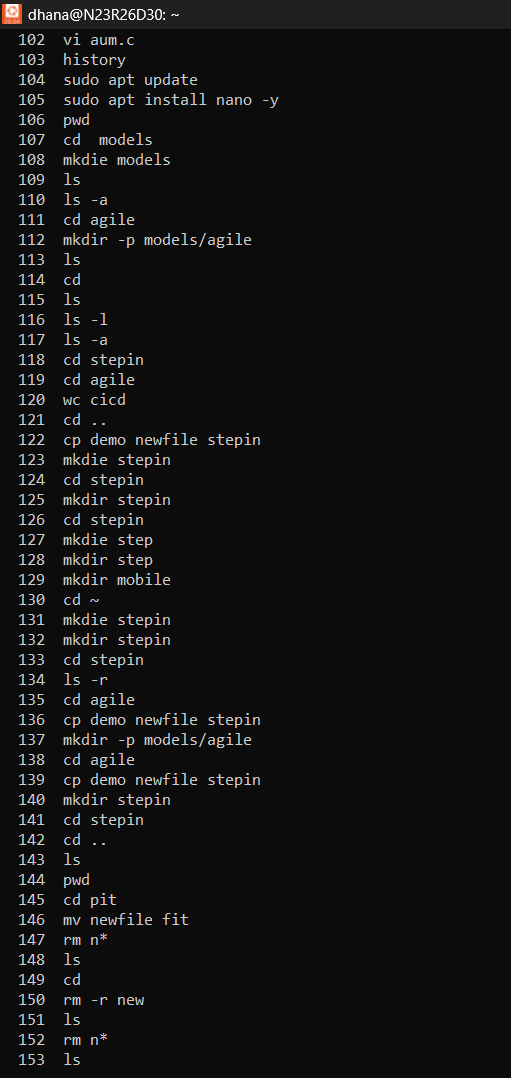 dhana@N23R26D30: ~
102 vi aum.c
103 history
104 sudo apt update
105 sudo apt install nano -y
106 pwd
107 cd  models
108 mkdie models
109 ls
110 ls -a
111 cd agile
112 mkdir -p models/agile
113 ls
114 cd
115 ls
116 ls -l
117 ls -a
118 cd stepin
119 cd agile
120 wc cicd
121 cd ..
122 cp demo newfile stepin
123 mkdie stepin
124 cd stepin
125 mkdir stepin
126 cd stepin
127 mkdie step
128 mkdir step
129 mkdir mobile
130 cd ~
131 mkdie stepin
132 mkdir stepin
133 cd stepin
134 ls -r
135 cd agile
136 cp demo newfile stepin
137 mkdir -p models/agile
138 cd agile
139 cp demo newfile stepin
140 mkdir stepin
141 cd stepin
142 cd ..
143 ls
144 pwd
145 cd pit
146 mv newfile fit
147 rm n*
148 ls
149 cd
150 rm -r new
151 ls
152 rm n*
153 ls